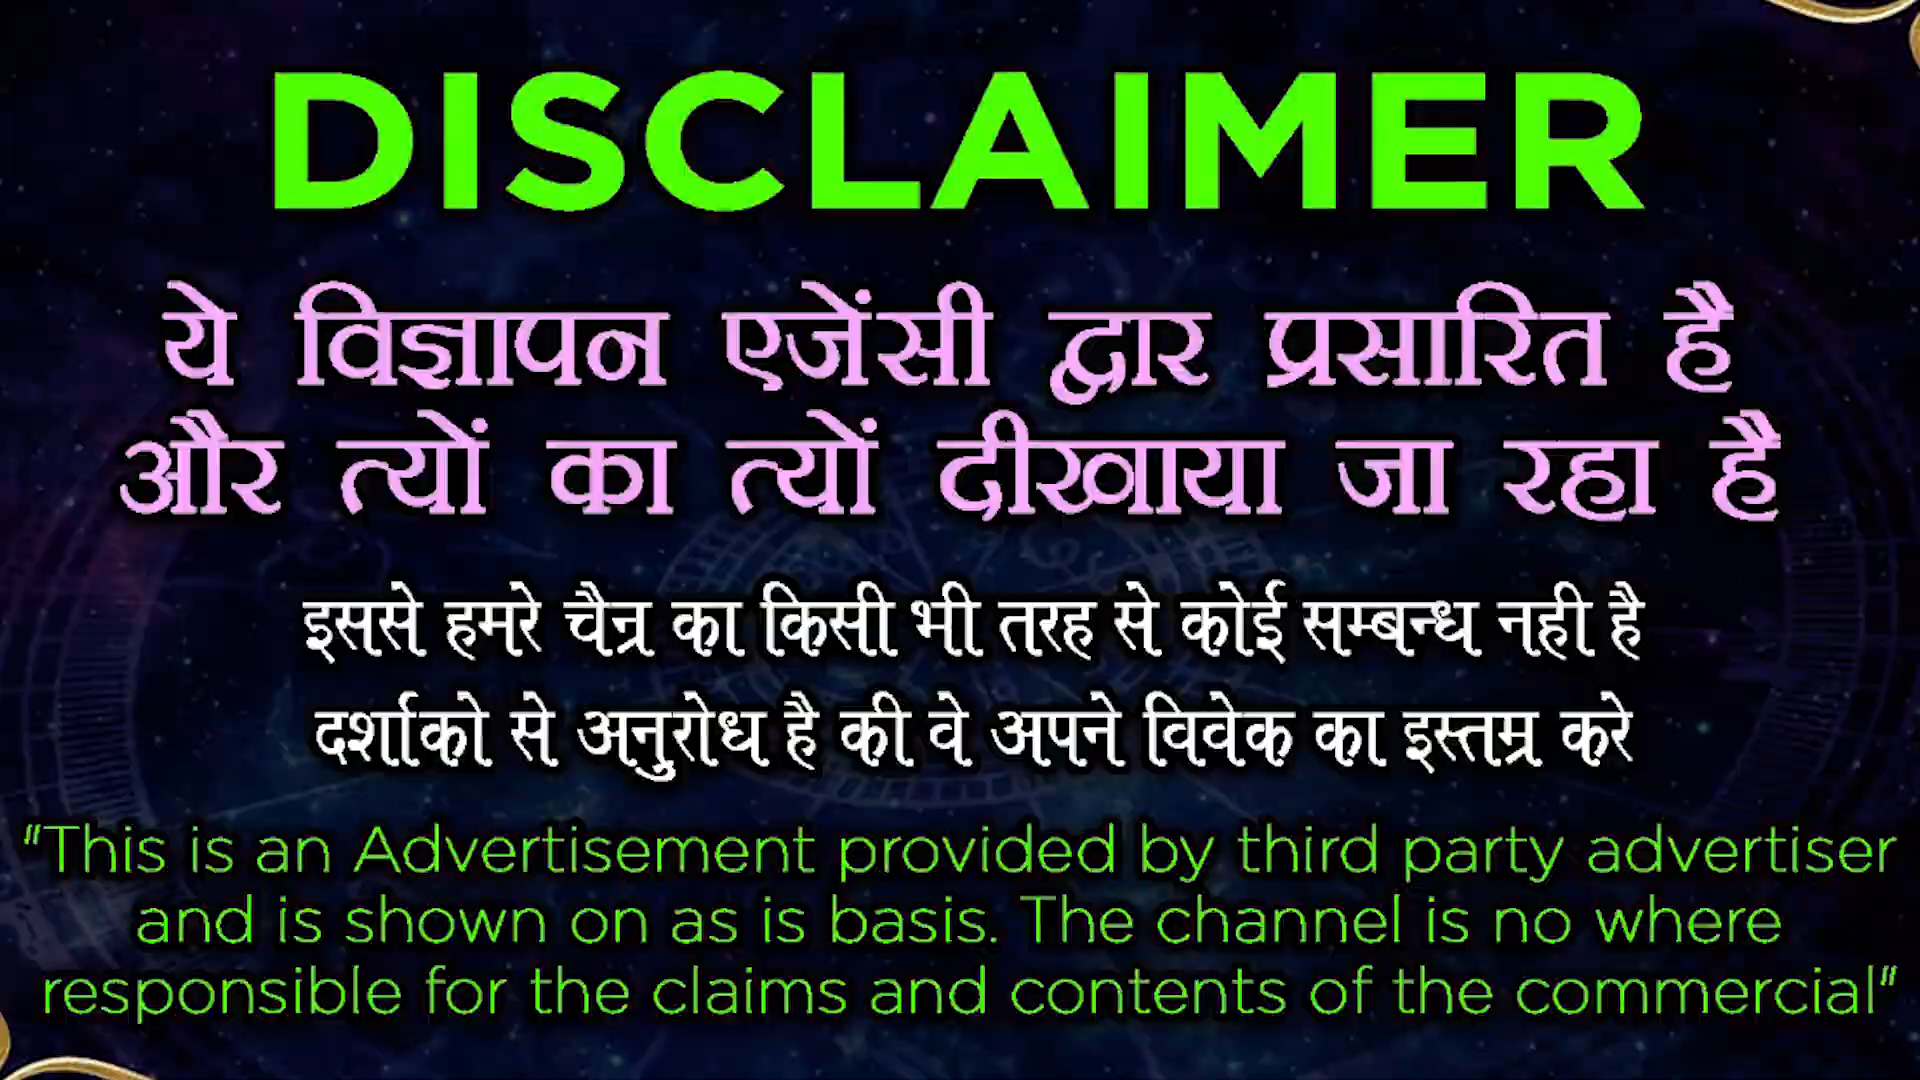 DISCLAIMER
ये विज्ञापन एजेंसी द्वार प्रसारित है
और त्यों का त्यों दीखाया जा रहा है
इससे हमरे चैन्र का किसी भी तरह से कोई सम्बन्ध नही है
दर्शाको से अनुरोध है की वे अपने विवेक का इस्तम्र करे
"This is an Advertisement provided by third party advertiser
and is shown on as is basis. The channel is no where
responsible for the claims and contents of the commercial"